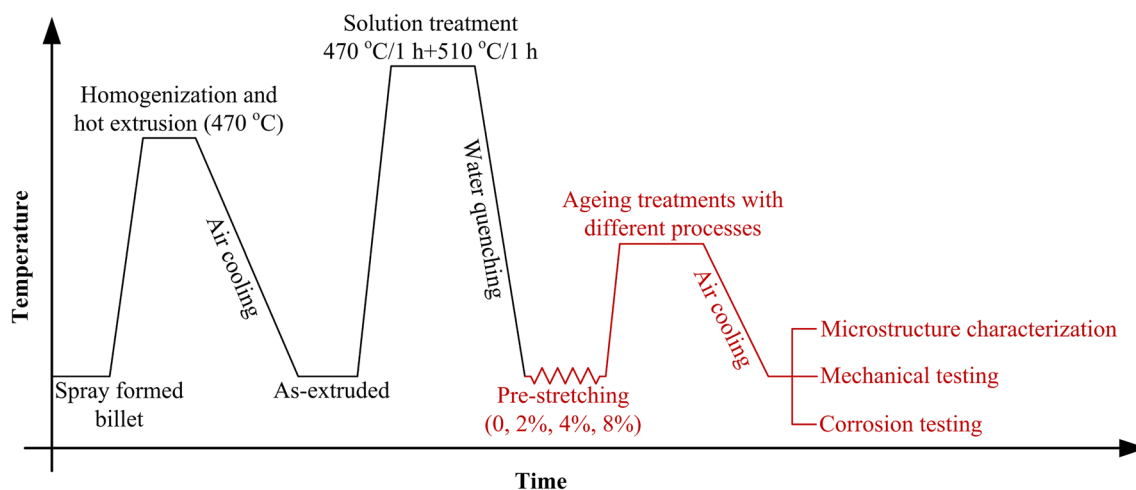 Solution treatment
470 °C/1 h+510 °C/1 h
Homogenization and
hot extrusion (470 °C)
Air cooling
Water quenching
Ageing treatments with
different processes
Air cooling
Temperature
Spray formed
billet
As-extruded
Pre-stretching
(0, 2%, 4%, 8%)
Microstructure characterization
Mechanical testing
Corrosion testing
Time